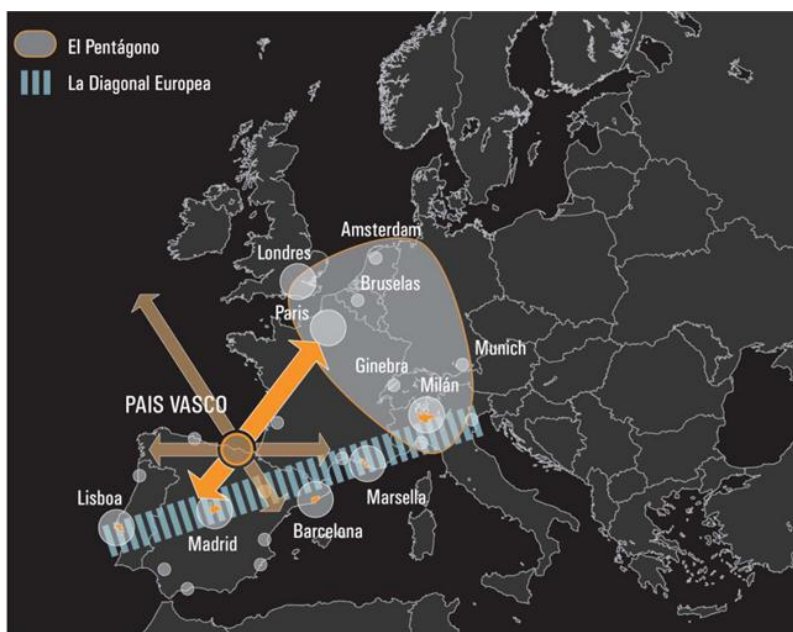 El Pentágono
La Diagonal Europea
Amsterdam
Londres
Bruselas
Paris
Munich
Ginebra
Milán
PAIS VASCO
Lisboa
Marsella
Madrid
Barcelona